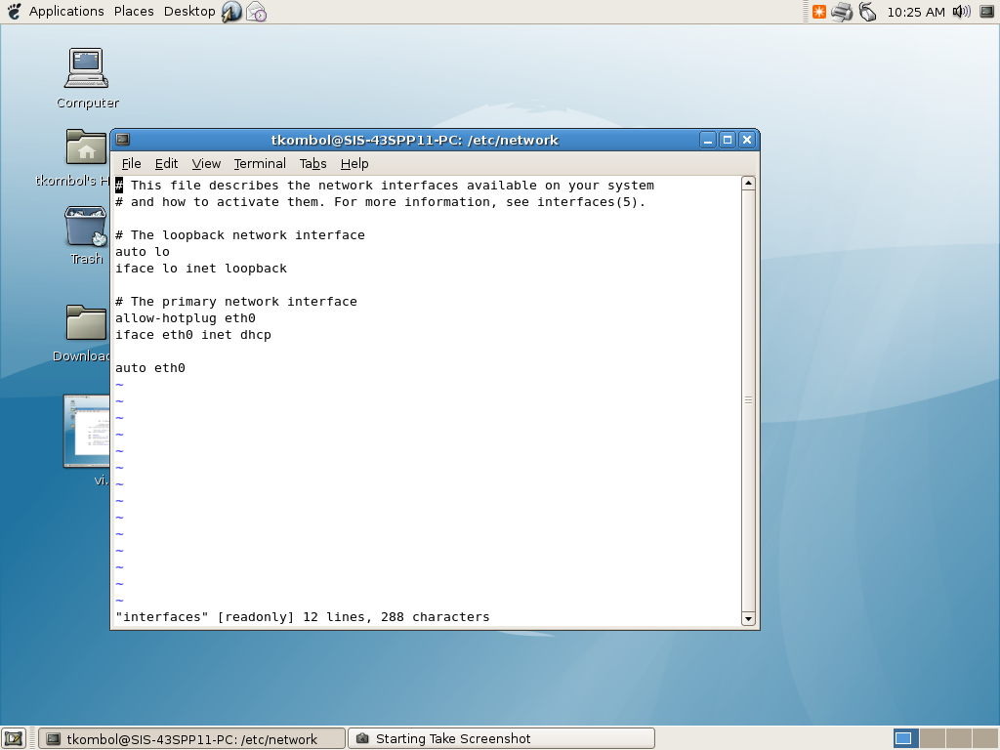 Applications Places Desktop 10:25 AM
Computer
tkombol's H
Trash
Downloa
vi.
tkombol@SIS-43SPP11-PC: /etc/network
File Edit View Terminal Tabs Help
# This file describes the network interfaces available on your system
# and how to activate them. For more information, see interfaces(5).
# The loopback network interface
auto lo
iface lo inet loopback
# The primary network interface
allow-hotplug eth0
iface eth0 inet dhcp
auto eth0
~
~
~
~
~
~
~
~
~
~
~
~
~
~
"interfaces" [readonly] 12 lines, 288 characters
tkombol@SIS-43SPP11-PC: /etc/network Starting Take Screenshot